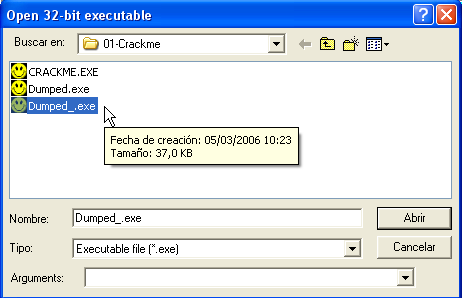 Open 32-bit executable
Buscar en: 01-Crackme
CRACKME.EXE
Dumped.exe
Dumped_.exe
Fecha de creación: 05/03/2006 10:23
Tamaño: 37,0 KB
Nombre: Dumped_.exe Abrir
Tipo: Executable file (*.exe) Cancelar
Arguments: